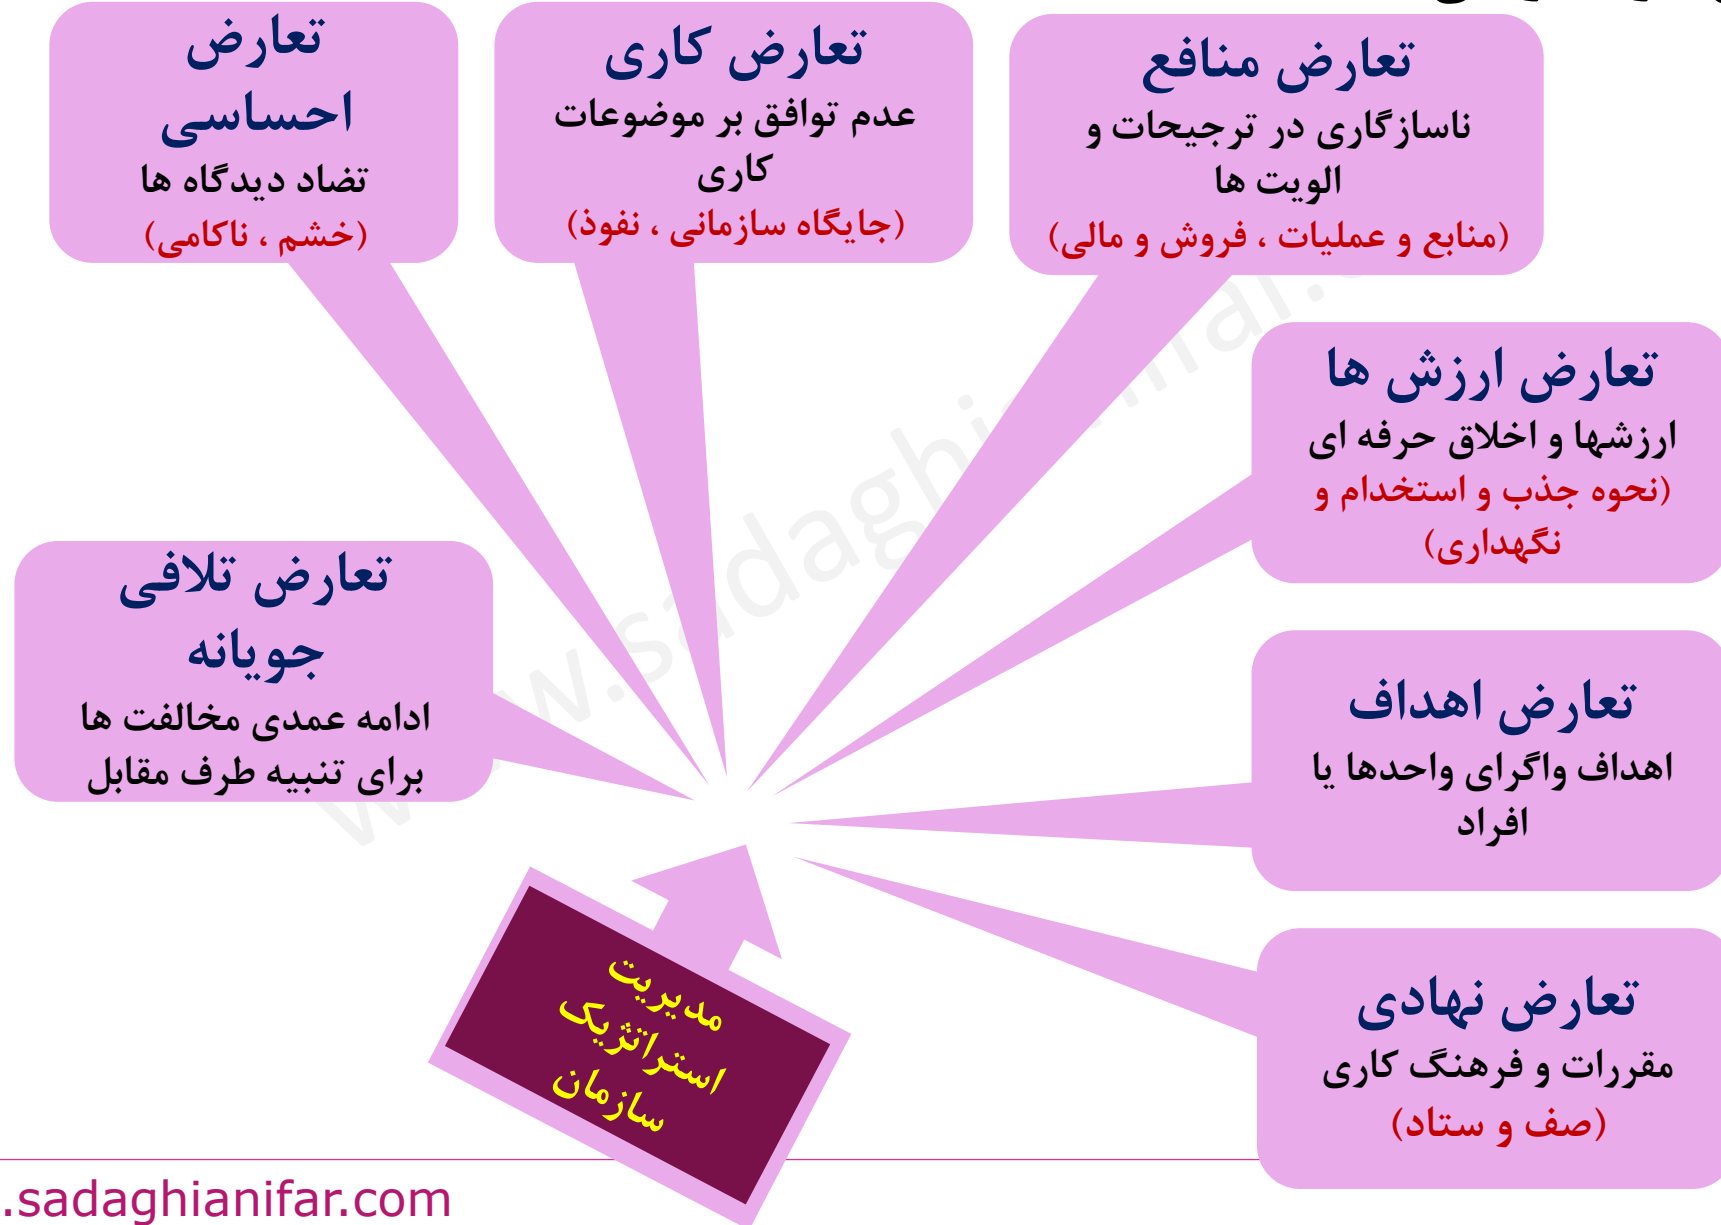 تعارض منافع
ناسازگاری در ترجیحات و
الویت ها
(منابع و عملیات ، فروش و مالی)
تعارض کاری
عدم توافق بر موضوعات
کاری
(جایگاه سازمانی ، نفوذ)
تعارض
احساسی
تضاد دیدگاه ها
(خشم ، ناکامی)
تعارض ارزش ها
ارزشها و اخلاق حرفه ای
(نحوه جذب و استخدام و
نگهداری)
تعارض تلافی
جویانه
ادامه عمدی مخالفت ها
برای تنبیه طرف مقابل
تعارض اهداف
اهداف واگرای واحدها یا
افراد
تعارض نهادی
مقررات و فرهنگ کاری
(صف و ستاد)
مدیریت
استراتژیک
سازمان
.sadaghianifar.com